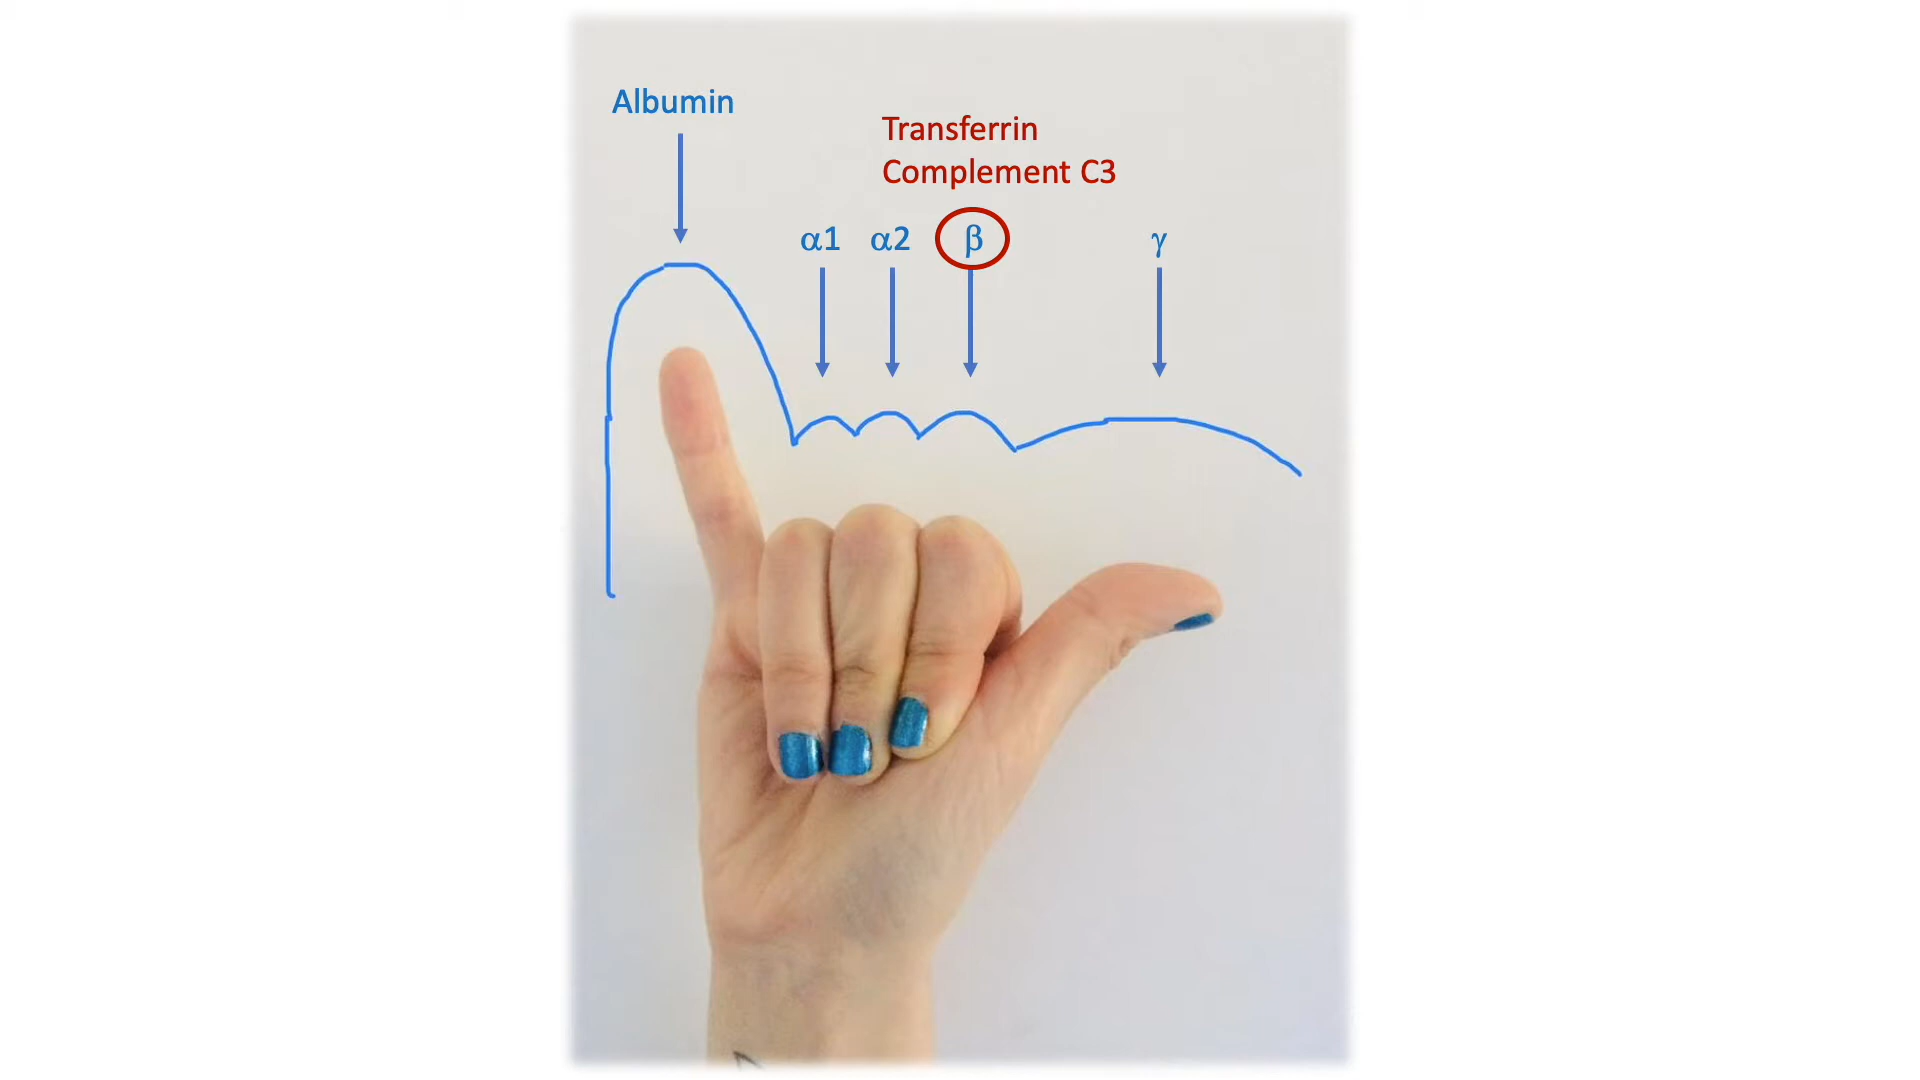 Albumin
Transferrin
Complement C3
α1 α2 β γ